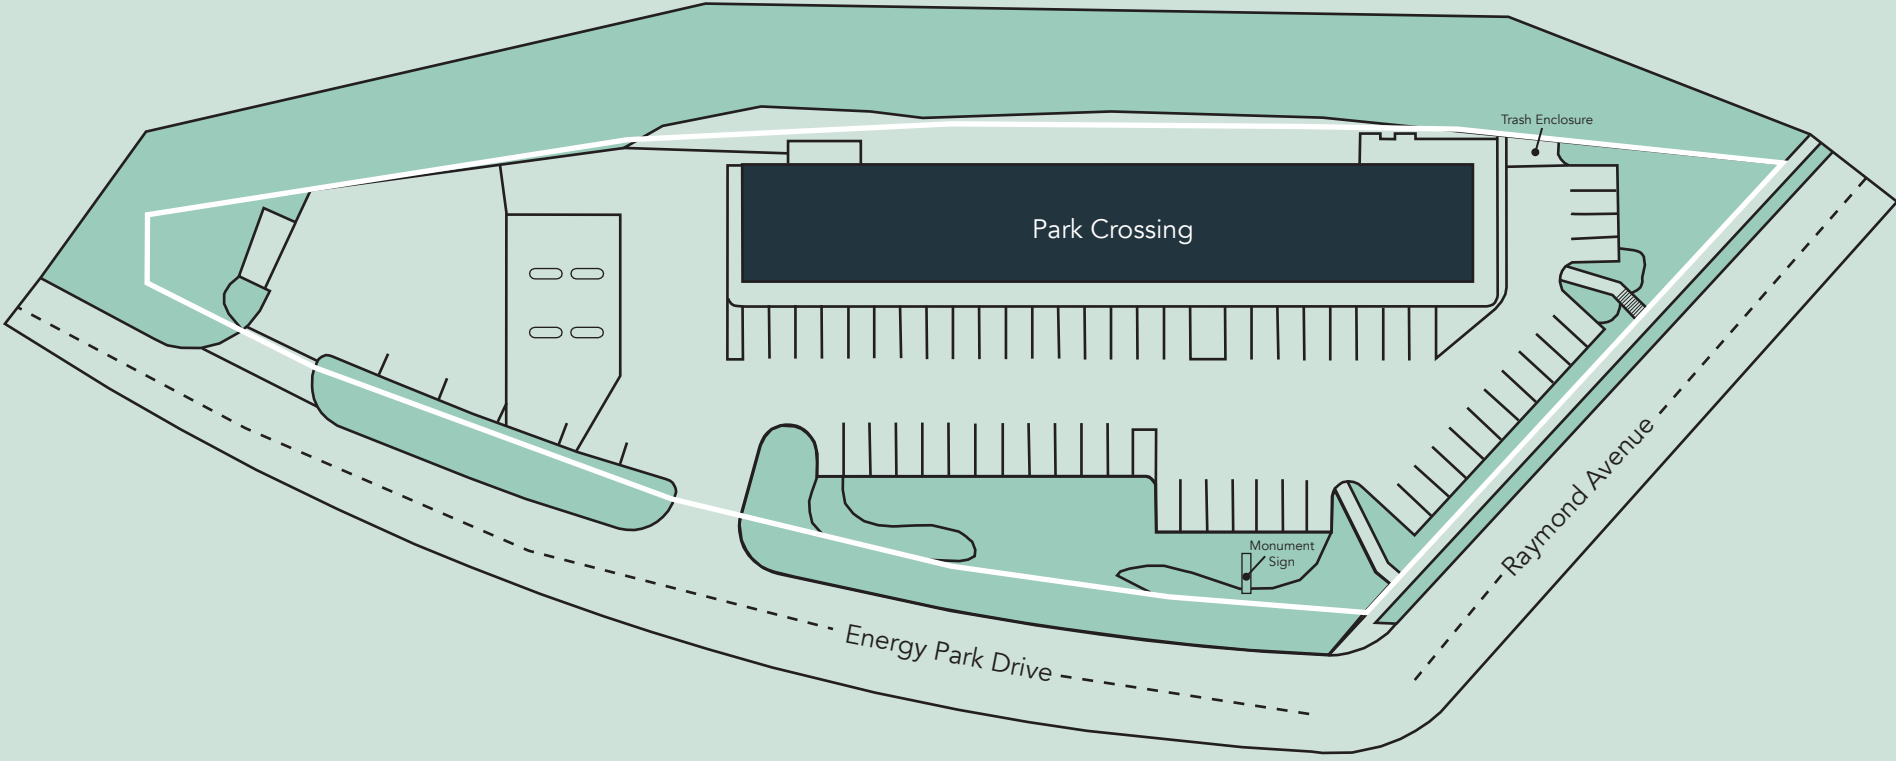 Trash Enclosure
Park Crossing
Raymond Avenue
Monument
Sign
Energy Park Drive